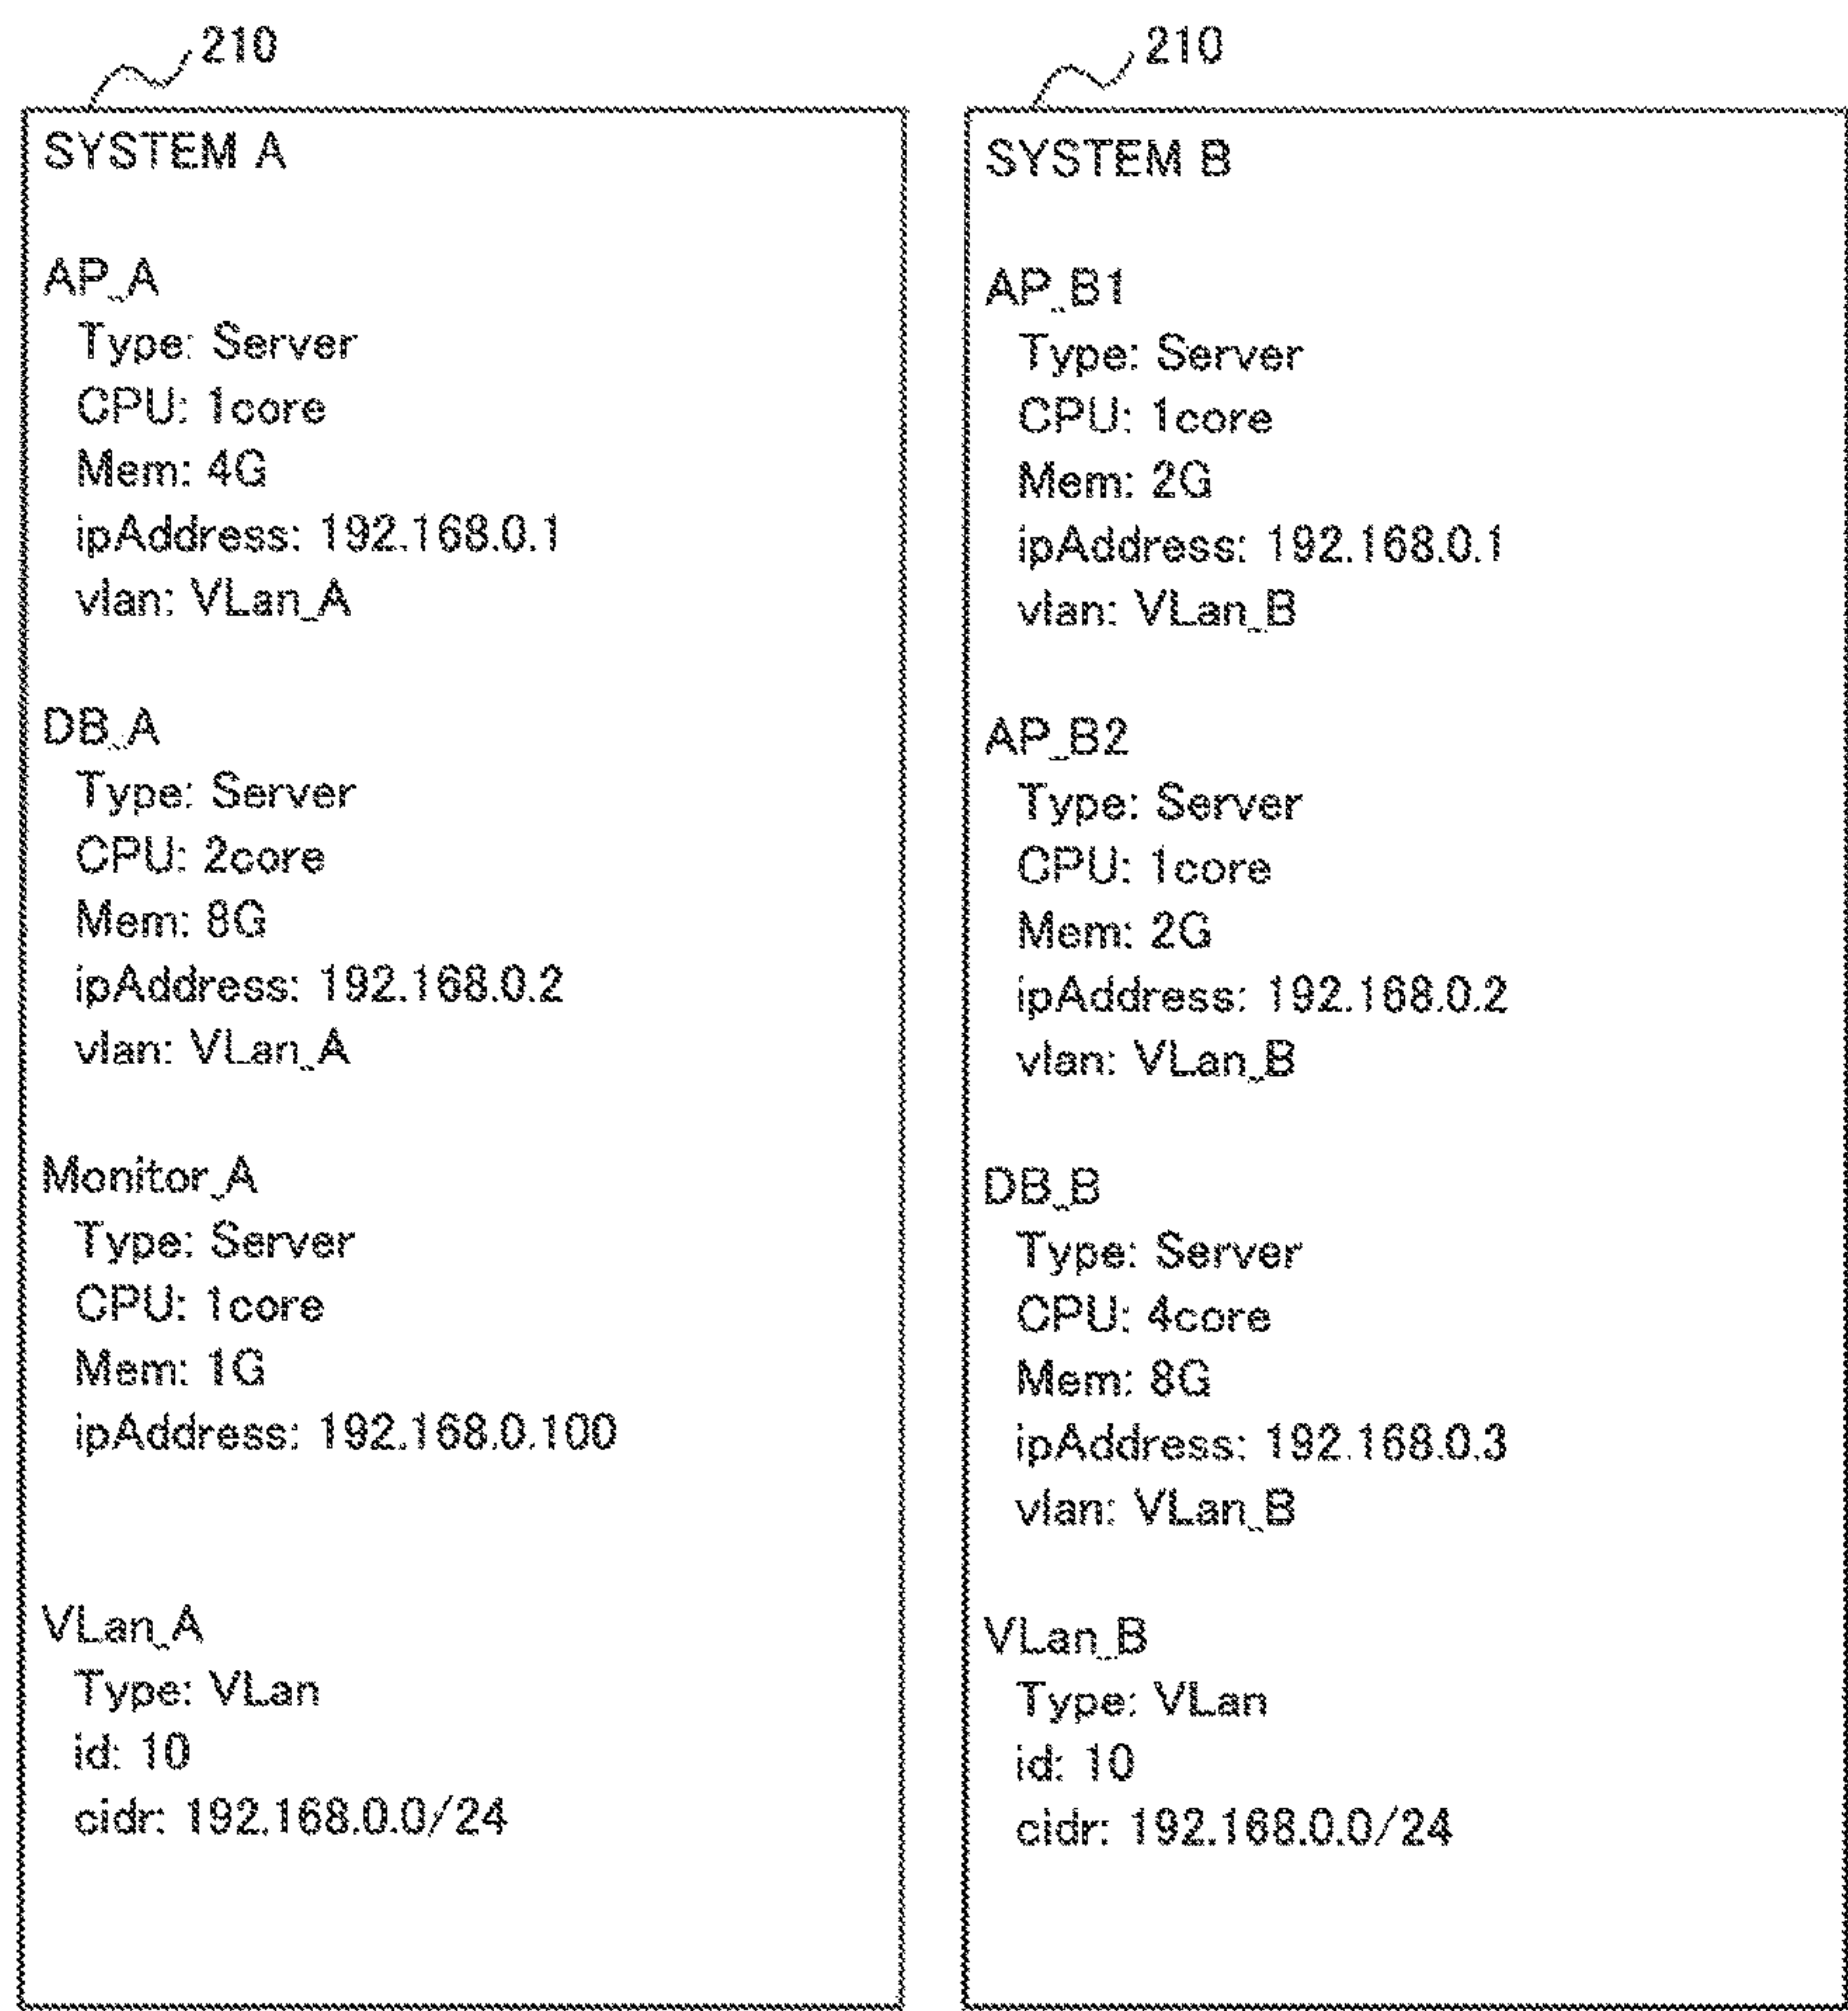 210
SYSTEM A
AP_A
Type: Server
CPU: 1core
Mem: 4G
ipAddress: 192.168.0.1
vlan: VLan_A
DB_A
Type: Server
CPU: 2core
Mem: 8G
ipAddress: 192.168.0.2
vlan: VLan_A
Monitor_A
Type: Server
CPU: 1core
Mem: 1G
ipAddress: 192.168.0.100
VLan_A
Type: VLan
id: 10
cidr: 192.168.0.0/24
210
SYSTEM B
AP_B1
Type: Server
CPU: 1core
Mem: 2G
ipAddress: 192.168.0.1
vlan: VLan_B
AP_B2
Type: Server
CPU: 1core
Mem: 2G
ipAddress: 192.168.0.2
vlan: VLan_B
DB_B
Type: Server
CPU: 4core
Mem: 8G
ipAddress: 192.168.0.3
vlan: VLan_B
VLan_B
Type: VLan
id: 10
cidr: 192.168.0.0/24